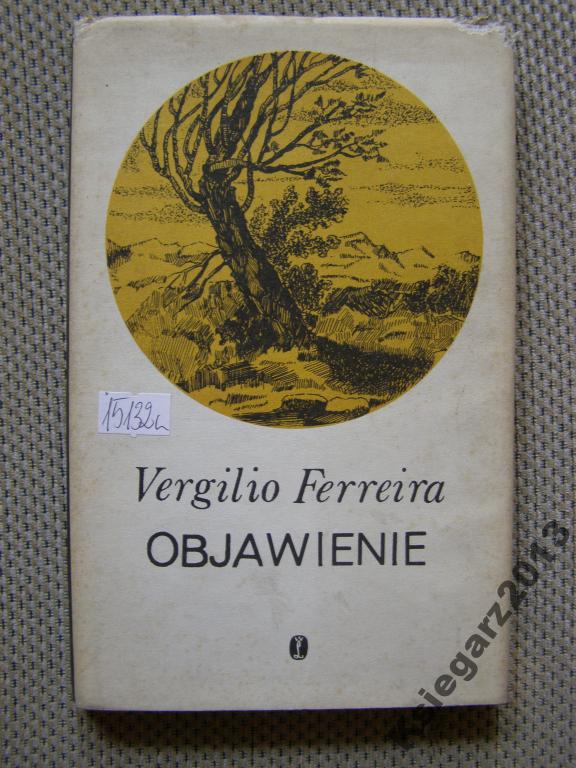 15132
Vergilio Ferreira
OBJAWIENIE
Ksiegarz2013